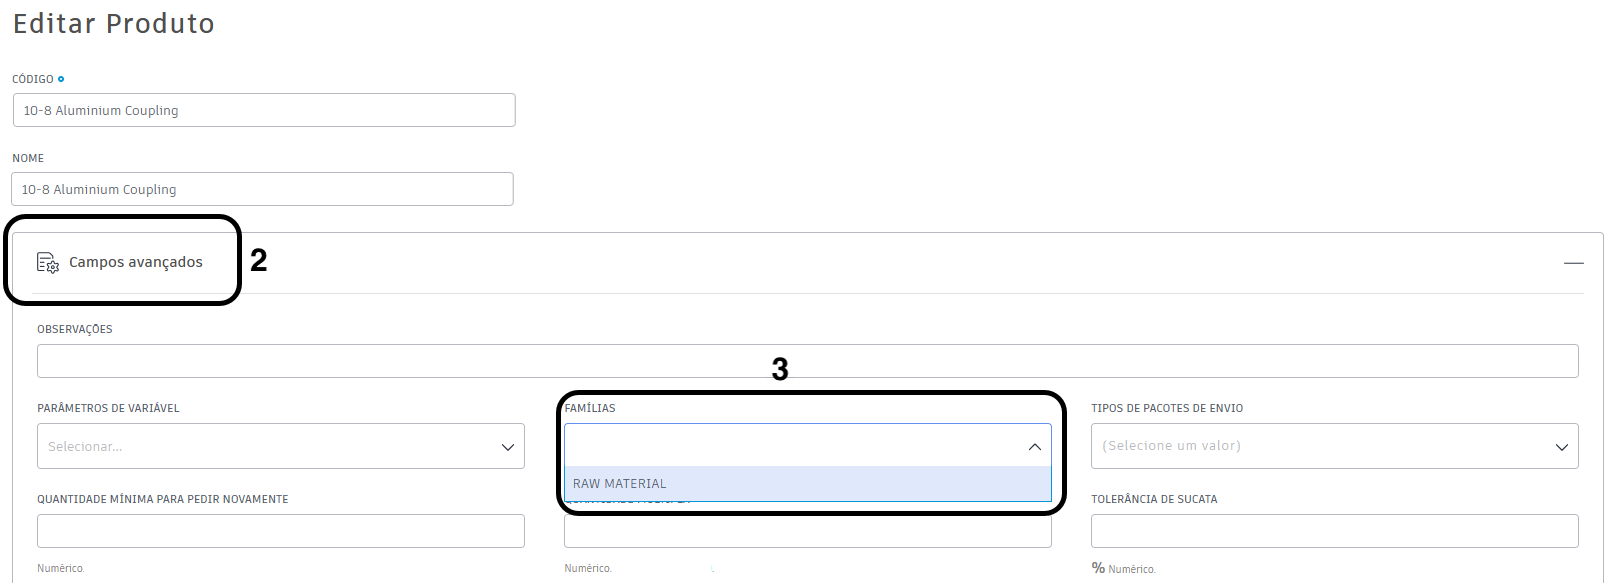 Editar Produto
CÓDIGO
10-8 Aluminium Coupling
NOME
10-8 Aluminium Coupling
Campos avançados
2
OBSERVAÇÕES
3
PARÂMETROS DE VARIÁVEL
FAMÍLIAS
TIPOS DE PACOTES DE ENVIO
Selecionar...
(Selecione um valor)
RAW MATERIAL
QUANTIDADE MÍNIMA PARA PEDIR NOVAMENTE
TOLERÂNCIA DE SUCATA
Numérico.
Numérico.
% Numérico.